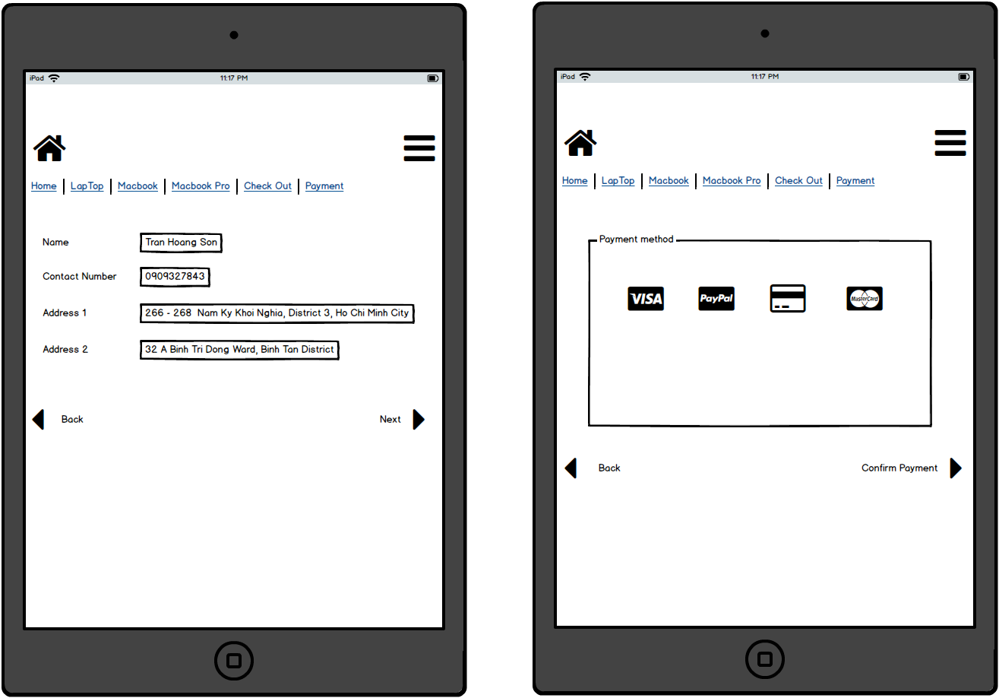 iPad 11:17 PM
Home LapTop Macbook Macbook Pro Check Out Payment
Name Tran Hoang Son
Contact Number 0909327843
Address 1 266 - 268 Nam Ky Khoi Nghia, District 3, Ho Chi Minh City
Address 2 32 A Binh Tri Dong Ward, Binh Tan District
Back Next
iPad 11:17 PM
Home LapTop Macbook Macbook Pro Check Out Payment
Payment method
VISA PayPal MasterCard
Back Confirm Payment